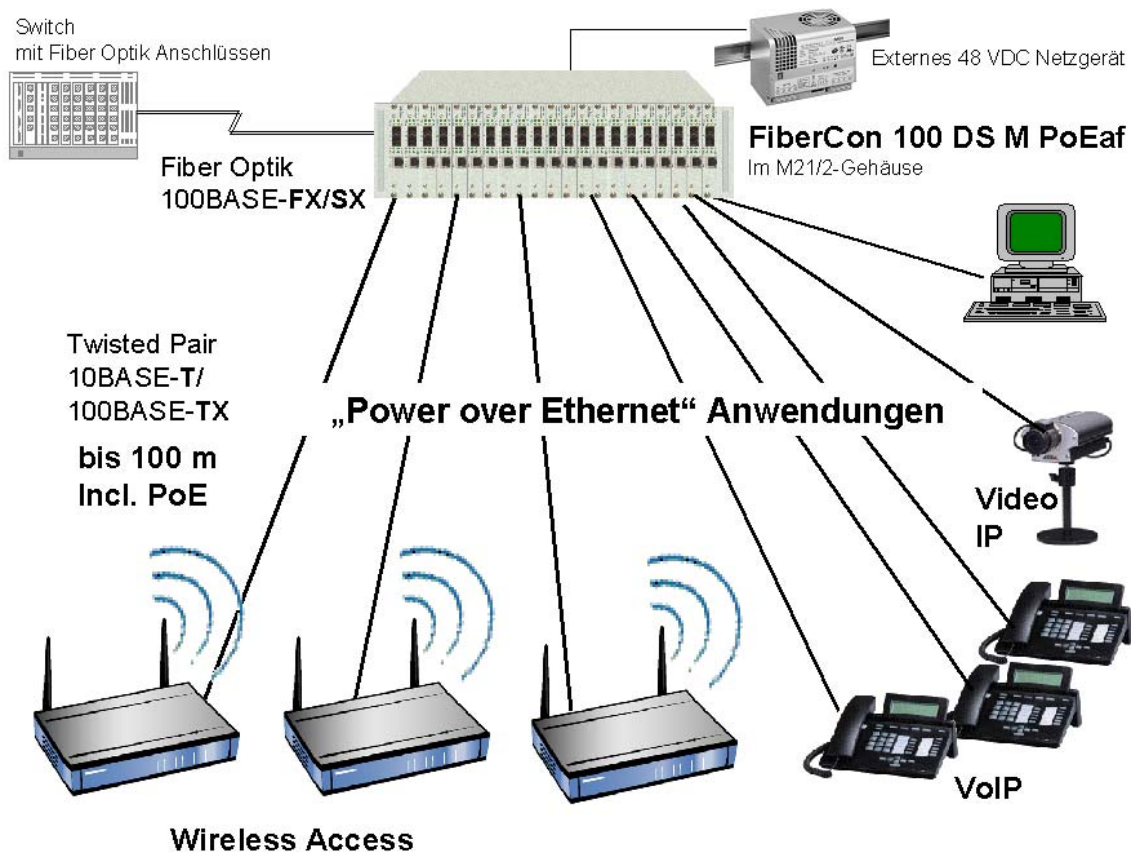 Switch
mit Fiber Optik Anschlüssen
Externes 48 VDC Netzgerät
FiberCon 100 DS M PoEaf
Im M21/2-Gehäuse
Fiber Optik
100BASE-FX/SX
Twisted Pair
10BASE-T/
100BASE-TX
bis 100 m
Incl. PoE
„Power over Ethernet“ Anwendungen
Video
IP
VoIP
Wireless Access